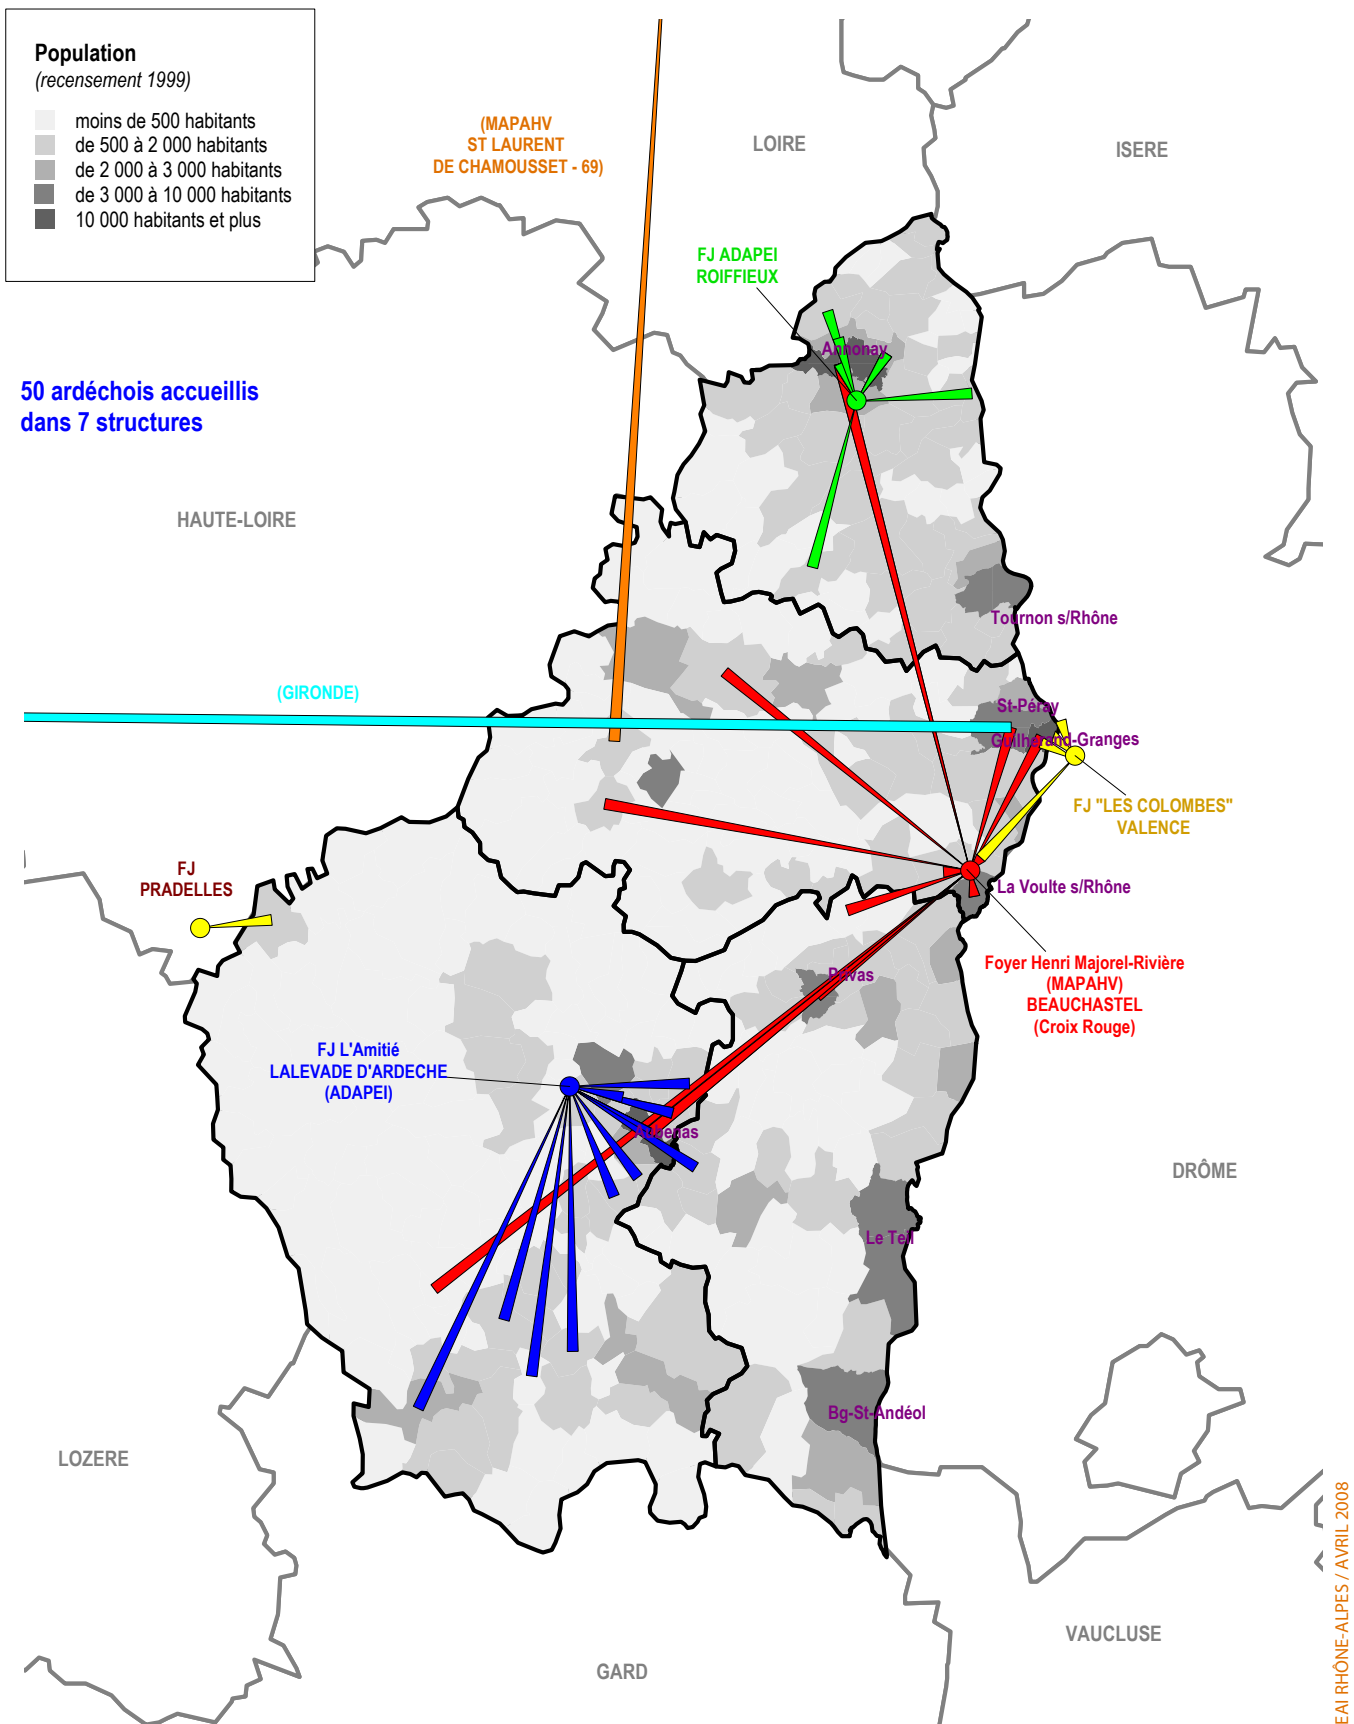 Population
(recensement 1999)
moins de 500 habitants
de 500 à 2 000 habitants
de 2 000 à 3 000 habitants
de 3 000 à 10 000 habitants
10 000 habitants et plus
(MAPAHV
ST LAURENT
DE CHAMOUSSET - 69)
LOIRE
ISERE
FJ ADAPEI
ROIFFIEUX
Annonay
50 ardéchois accueillis
dans 7 structures
HAUTE-LOIRE
Tournon s/Rhône
(GIRONDE)
St-Péray
Guilherand-Granges
FJ "LES COLOMBES"
VALENCE
FJ
PRADELLES
La Voulte s/Rhône
Foyer Henri Majorel-Rivière
(MAPAHV)
BEAUCHASTEL
(Croix Rouge)
Privas
FJ L'Amitié
LALEVADE D'ARDECHE
(ADAPEI)
Aubenas
DRÔME
Le Teil
Bg-St-Andéol
LOZERE
VAUCLUSE
GARD
EAI RHÔNE-ALPES / AVRIL 2008